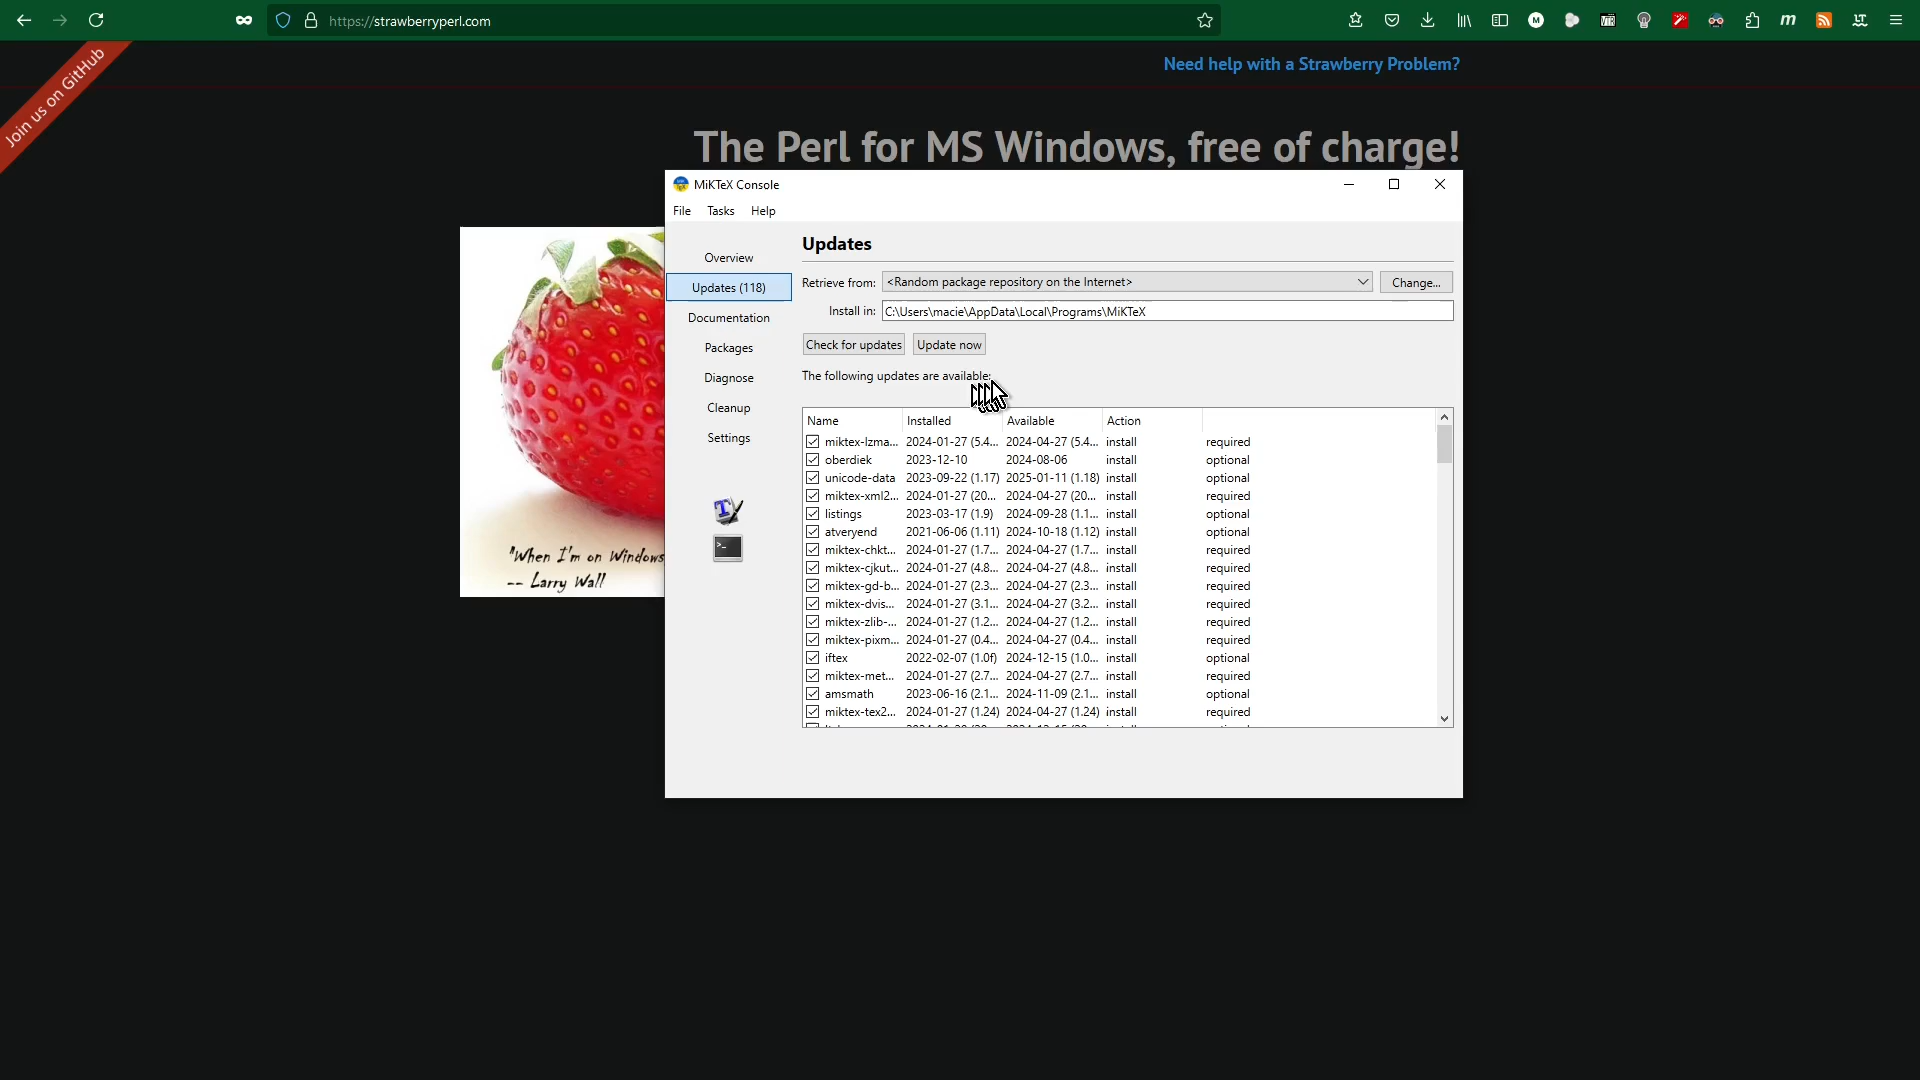 https://strawberryperl.com
Join us on GitHub
Need help with a Strawberry Problem?
The Perl for MS Windows, free of charge!
MiKTeX Console
File Tasks Help
Updates
Overview
Updates (118)
Documentation
Packages
Diagnose
Cleanup
Settings
Retrieve from: <Random package repository on the Internet> Change...
Install in: C:\Users\macie\AppData\Local\Programs\MiKTeX
Check for updates Update now
The following updates are available:
Name Installed Available Action
miktex-lzma... 2024-01-27 (5.4... 2024-04-27 (5.4... install required
oberdiek 2023-12-10 2024-08-06 install optional
unicode-data 2023-09-22 (1.17) 2025-01-11 (1.18) install optional
miktex-xml2... 2024-01-27 (20... 2024-04-27 (20... install required
listings 2023-03-17 (1.9) 2024-09-28 (1.1... install optional
atveryend 2021-06-06 (1.11) 2024-10-18 (1.12) install optional
miktex-chkt... 2024-01-27 (1.7... 2024-04-27 (1.7... install required
miktex-cjkut... 2024-01-27 (4.8... 2024-04-27 (4.8... install required
miktex-gd-b... 2024-01-27 (2.3... 2024-04-27 (2.3... install required
miktex-dvis... 2024-01-27 (3.1... 2024-04-27 (3.2... install required
miktex-zlib-... 2024-01-27 (1.2... 2024-04-27 (1.2... install required
miktex-pixm... 2024-01-27 (0.4... 2024-04-27 (0.4... install required
iftex 2022-02-07 (1.0f) 2024-12-15 (1.0... install optional
miktex-met... 2024-01-27 (2.7... 2024-04-27 (2.7... install required
amsmath 2023-06-16 (2.1... 2024-11-09 (2.1... install optional
miktex-tex2... 2024-01-27 (1.24) 2024-04-27 (1.24) install required
"When I'm on Windows
-- Larry Wall